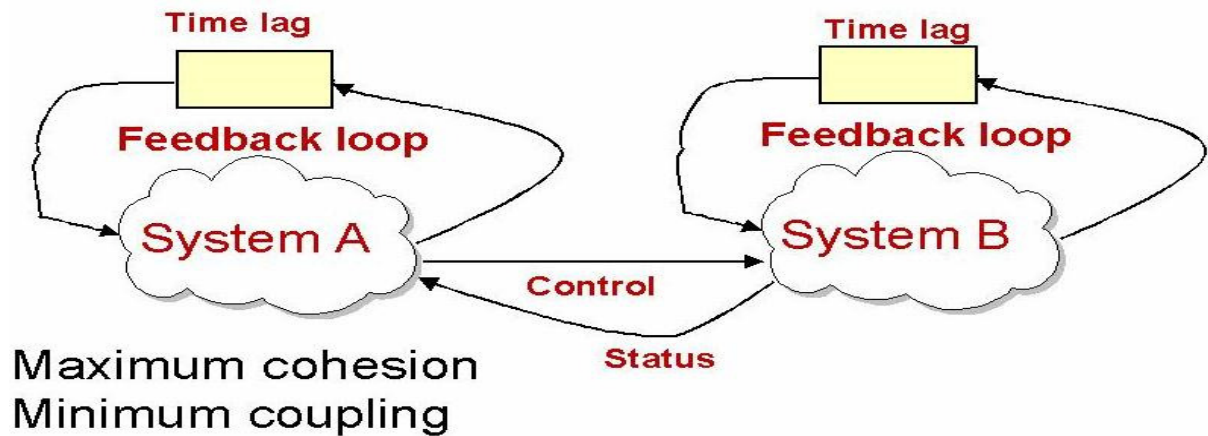 Time lag
Time lag
Feedback loop
Feedback loop
System A
System B
Control
Status
Maximum cohesion
Minimum coupling